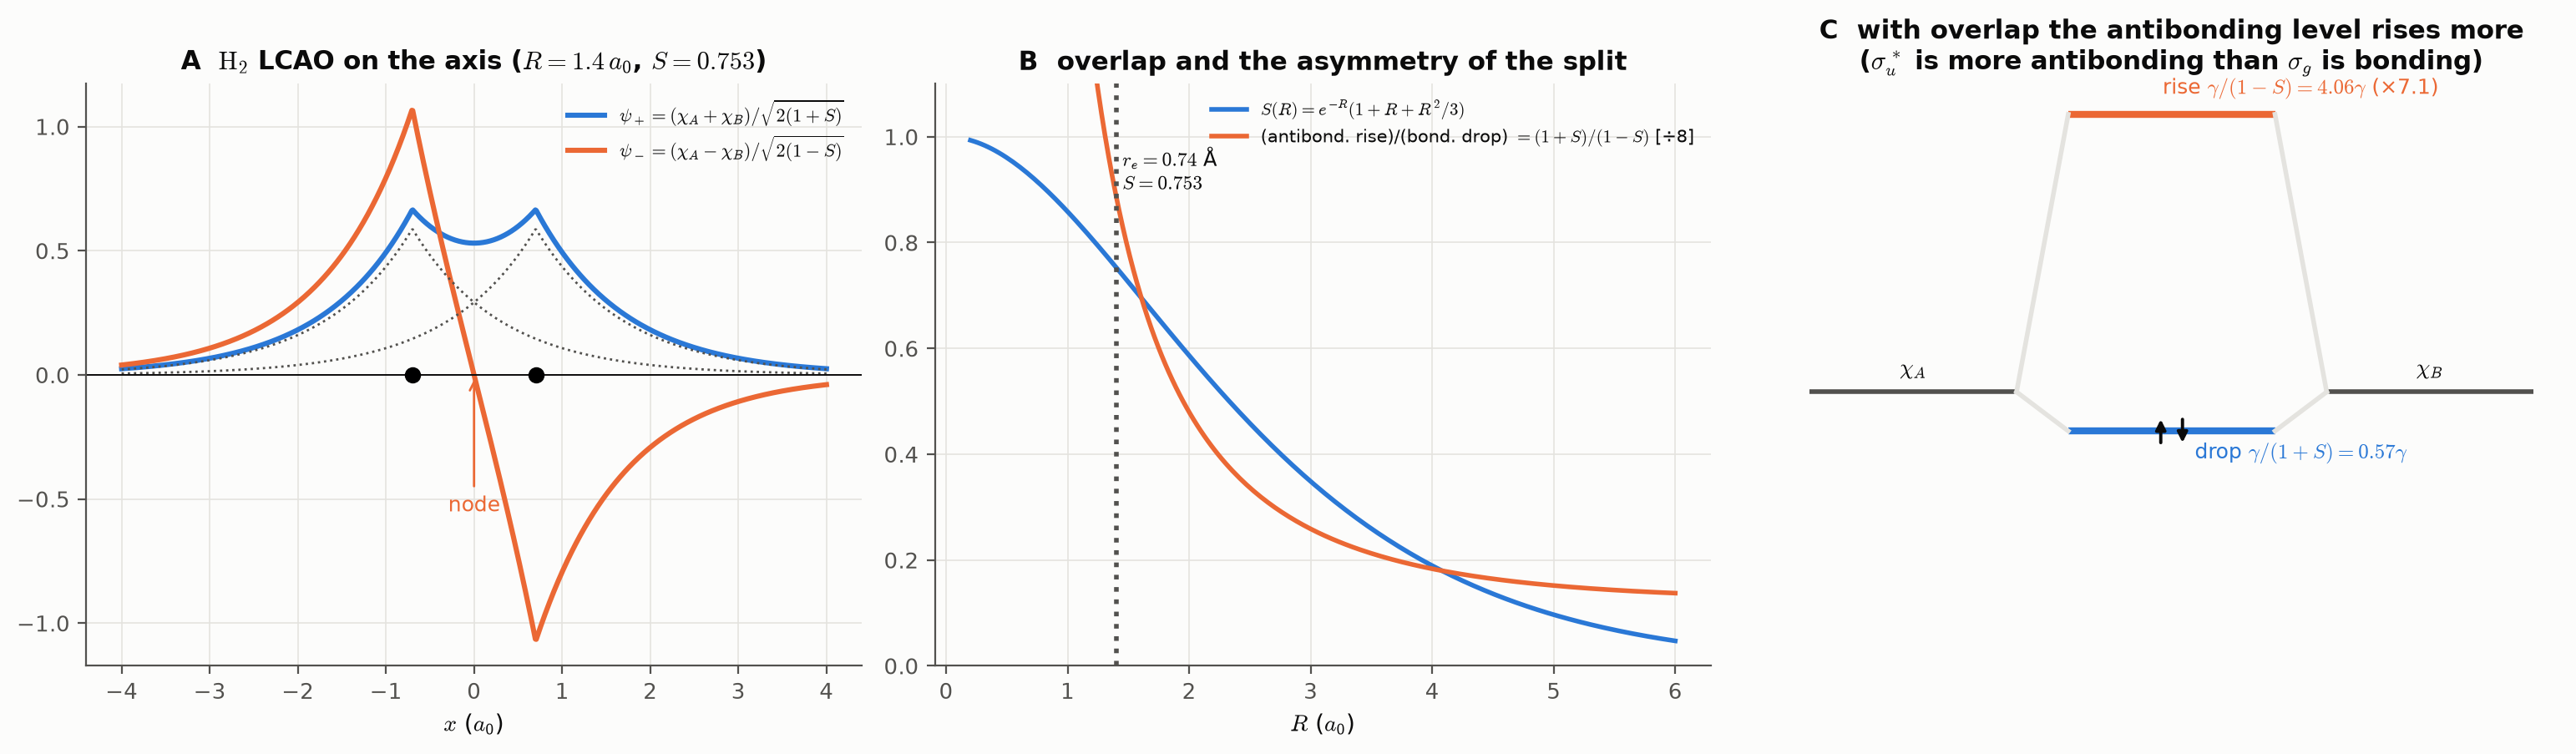 A H₂ LCAO on the axis (R = 1.4 a₀, S = 0.753)
ψ₊ = (χ_A + χ_B)/√2(1 + S)
ψ₋ = (χ_A − χ_B)/√2(1 − S)
node
1.0
0.5
0.0
−0.5
−1.0
−4 −3 −2 −1 0 1 2 3 4
x (a₀)
B overlap and the asymmetry of the split
S(R) = e^{−R}(1 + R + R²/3)
(antibond. rise)/(bond. drop) = (1 + S)/(1 − S) [÷8]
r_e = 0.74 Å
S = 0.753
1.0
0.8
0.6
0.4
0.2
0.0
0 1 2 3 4 5 6
R (a₀)
C with overlap the antibonding level rises more
(σ_u^* is more antibonding than σ_g is bonding)
rise γ/(1 − S) = 4.06γ (×7.1)
χ_A
χ_B
drop γ/(1 + S) = 0.57γ